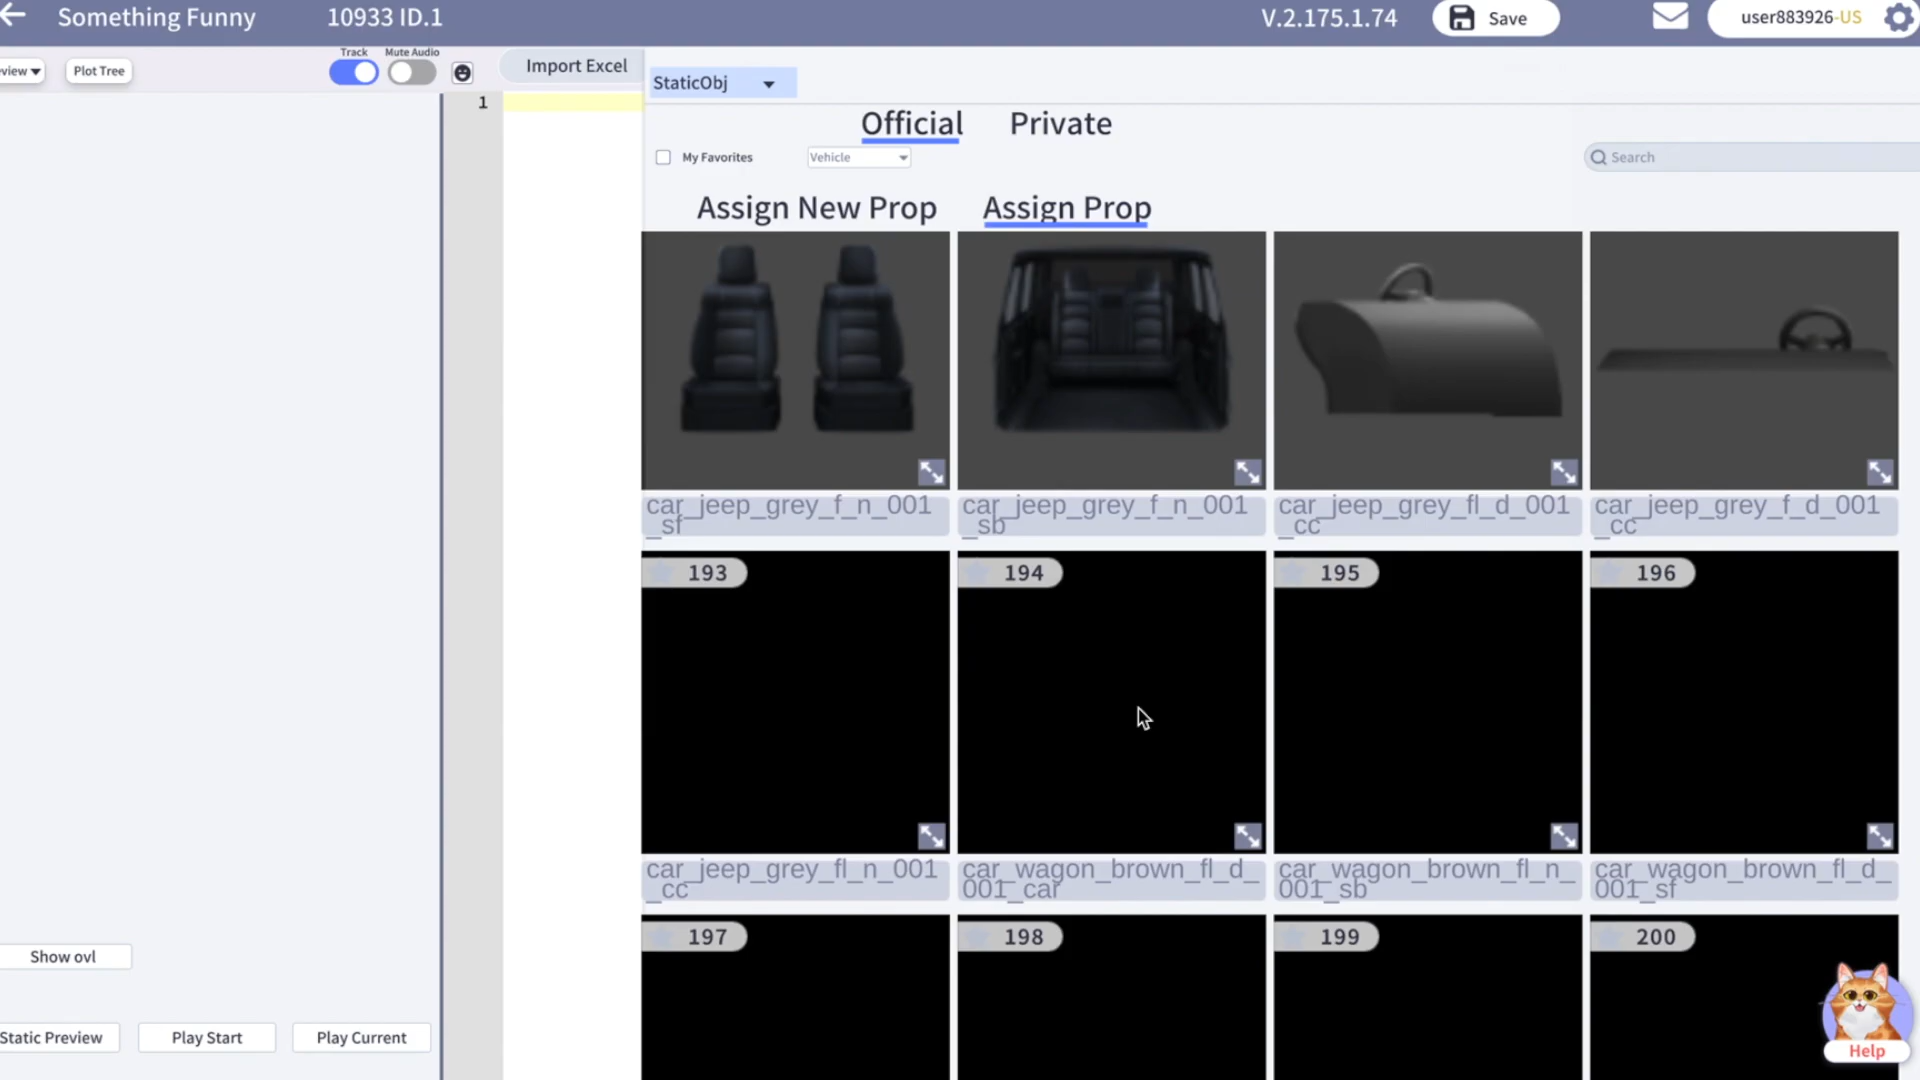 Something Funny
10933 ID.1
V.2.175.1.74
Save
user883926-US
view
Plot Tree
Track
Mute Audio
Import Excel
StaticObj
1
Official
Private
My Favorites
Vehicle
Search
Assign New Prop
Assign Prop
car_jeep_grey_f_n_001
_sf
car_jeep_grey_f_n_001
_sb
car_jeep_grey_fl_d_001
_cc
car_jeep_grey_f_d_001
_cc
193
194
195
196
car_jeep_grey_fl_n_001
_cc
car_wagon_brown_fl_d_
001_car
car_wagon_brown_fl_n_
001_sb
car_wagon_brown_fl_d_
001_sf
197
198
199
200
Show ovl
Static Preview
Play Start
Play Current
Help